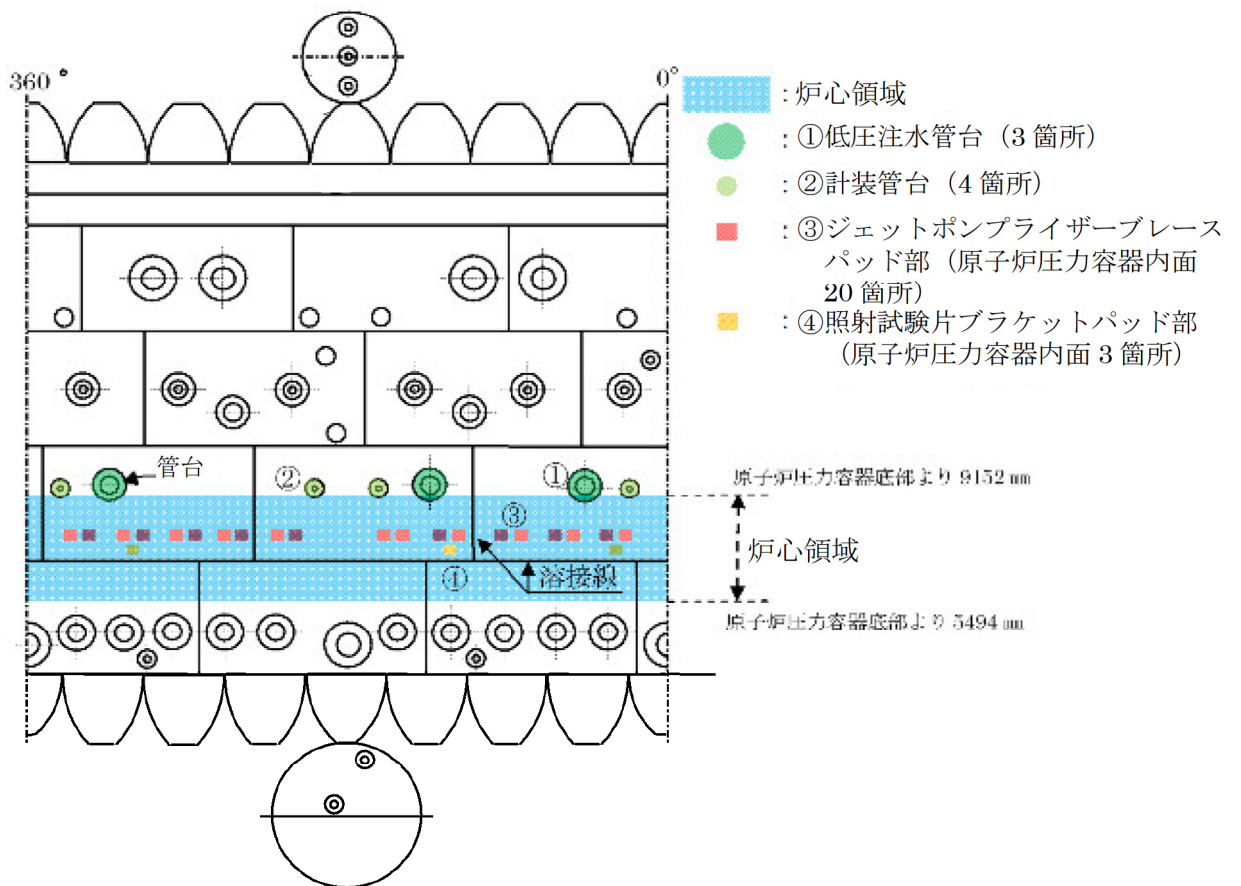 360°
0°
：炉心領域
：①低圧注水管台（3 箇所）
：②計装管台（4 箇所）
：③ジェットポンプライザーブレース
パッド部（原子炉圧力容器内面
20 箇所）
：④照射試験片ブラケットパッド部
（原子炉圧力容器内面 3 箇所）
管台
②
①
原子炉圧力容器底部より 9152 mm
③
炉心領域
④
溶接線
原子炉圧力容器底部より 5494 mm